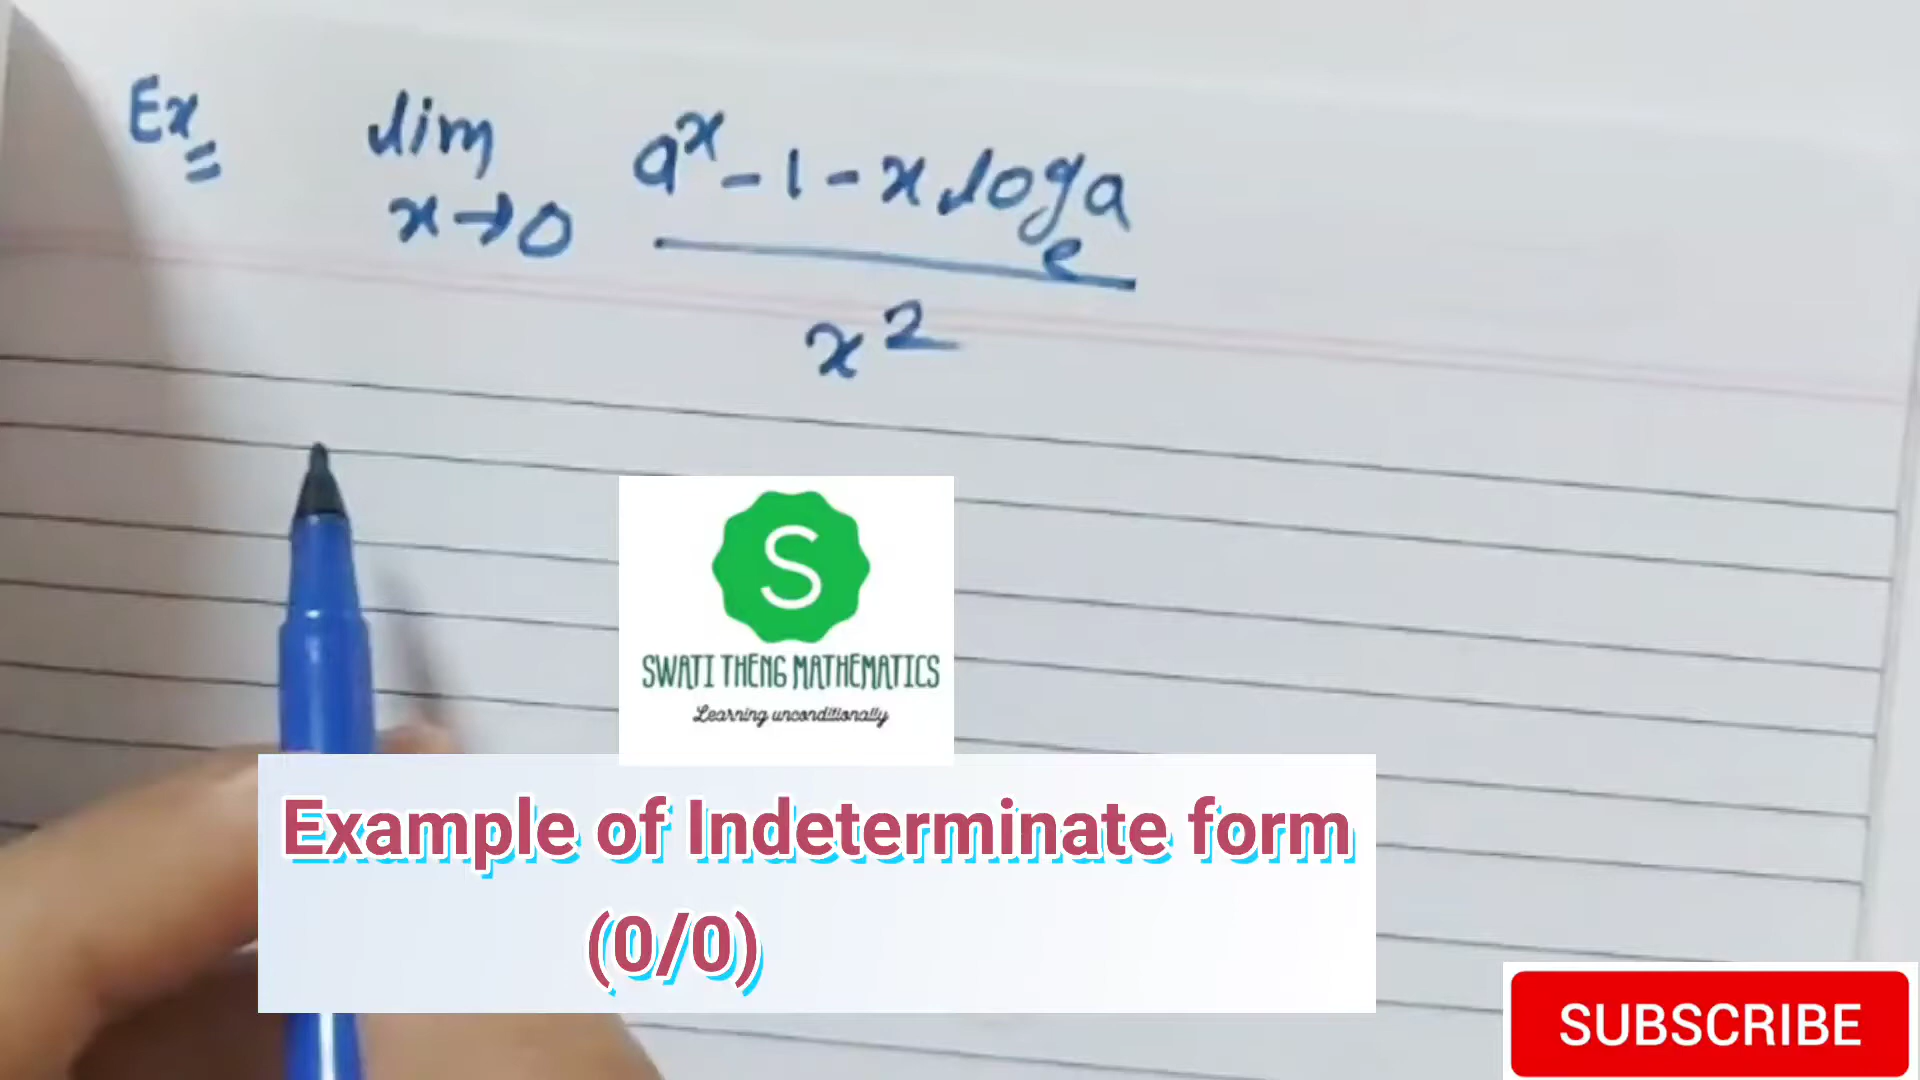 Ex
lim a^x - 1 - x log_e a
x→0
x^2
S
SWATI THENG MATHEMATICS
Learning unconditionally
Example of Indeterminate form
(0/0)
SUBSCRIBE